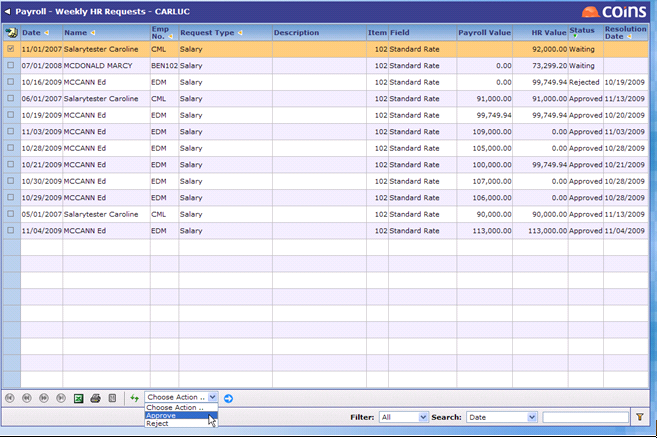 Payroll - Weekly HR Requests - CARLUC coins
Date Name Emp No. Request Type Description Item Field Payroll Value HR Value Status Resolution Date
11/01/2007 Salarytester Caroline CML Salary 102 Standard Rate 92,000.00 Waiting
07/01/2008 MCDONALD MARCY BEN102 Salary 102 Standard Rate 0.00 73,299.20 Waiting
10/16/2009 MCCANN Ed EDM Salary 102 Standard Rate 0.00 99,749.94 Rejected 10/19/2009
06/01/2007 Salarytester Caroline CML Salary 102 Standard Rate 91,000.00 91,000.00 Approved 11/13/2009
10/19/2009 MCCANN Ed EDM Salary 102 Standard Rate 99,749.94 99,749.94 Approved 10/20/2009
11/03/2009 MCCANN Ed EDM Salary 102 Standard Rate 109,000.00 0.00 Approved 11/03/2009
10/28/2009 MCCANN Ed EDM Salary 102 Standard Rate 105,000.00 0.00 Approved 10/28/2009
10/21/2009 MCCANN Ed EDM Salary 102 Standard Rate 100,000.00 99,749.94 Approved 10/21/2009
10/30/2009 MCCANN Ed EDM Salary 102 Standard Rate 107,000.00 0.00 Approved 10/28/2009
10/29/2009 MCCANN Ed EDM Salary 102 Standard Rate 106,000.00 0.00 Approved 10/28/2009
05/01/2007 Salarytester Caroline CML Salary 102 Standard Rate 90,000.00 90,000.00 Approved 11/13/2009
11/04/2009 MCCANN Ed EDM Salary 102 Standard Rate 113,000.00 113,000.00 Approved 11/04/2009
Choose Action ..
Choose Action ..
Approve
Reject
Filter: All Search: Date